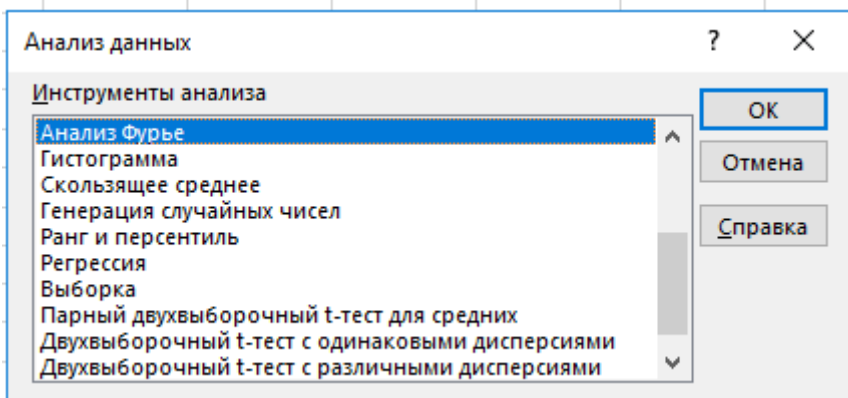 Анализ данных
?
Инструменты анализа
Анализ Фурье
Гистограмма
Скользящее среднее
Генерация случайных чисел
Ранг и персентиль
Регрессия
Выборка
Парный двухвыборочный t-тест для средних
Двухвыборочный t-тест с одинаковыми дисперсиями
Двухвыборочный t-тест с различными дисперсиями
ОК
Отмена
Справка